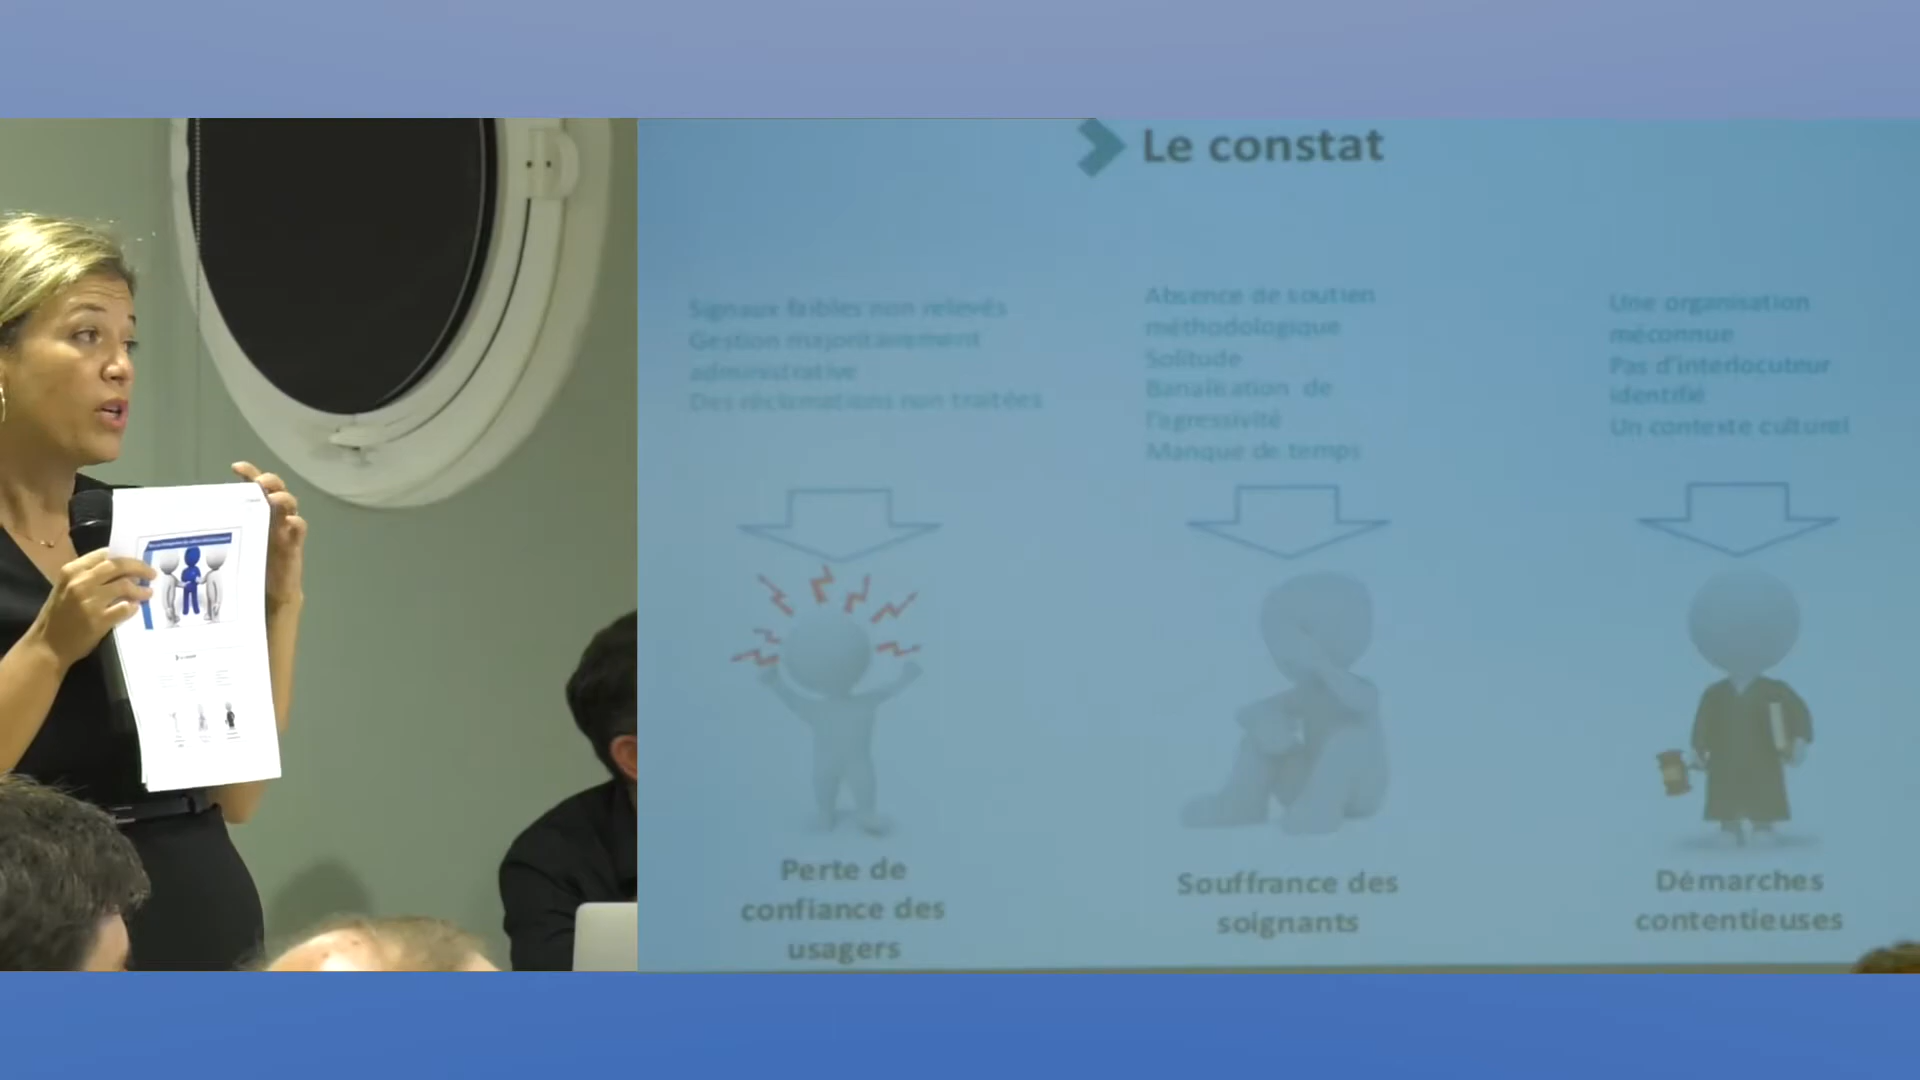 Le constat
Signaux faibles non relevés
Gestion majoritairement
administrative
Des réclamations non traitées
Absence de soutien
méthodologique
Solitude
Banalisation de
l'agressivité
Manque de temps
Une organisation
méconnue
Pas d'interlocuteur
identifié
Un contexte culturel
Perte de
confiance des
usagers
Souffrance des
soignants
Démarches
contentieuses